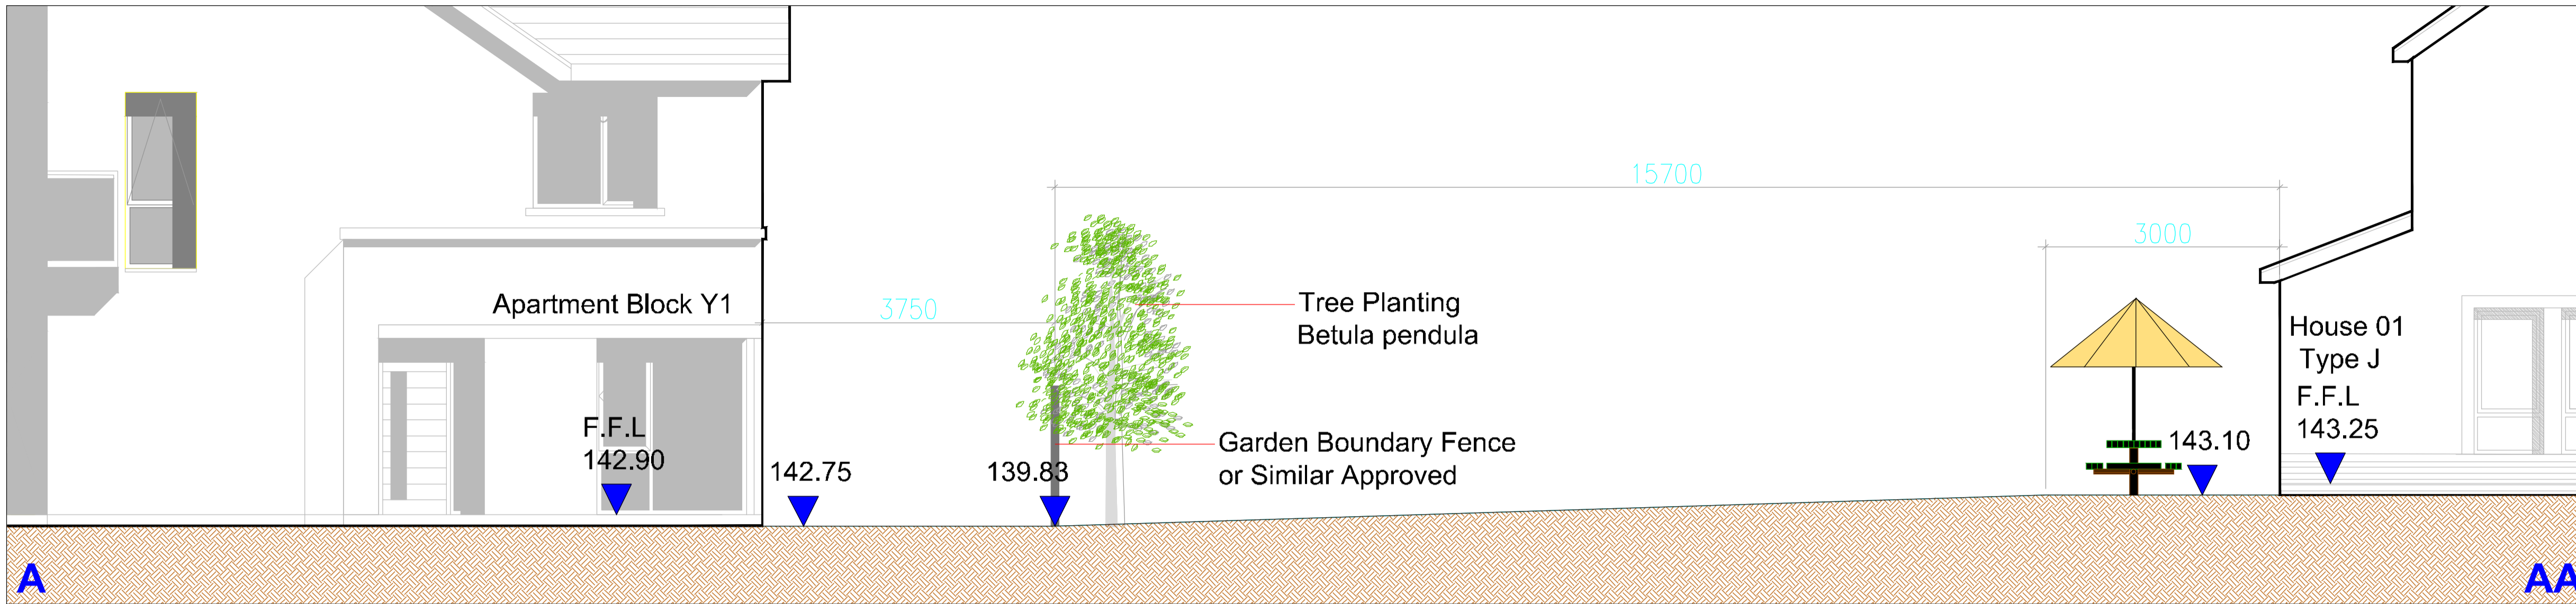 15700
3000
3750
Apartment Block Y1
Tree Planting
Betula pendula
House 01
Type J
F.F.L
143.25
F.F.L
142.90
142.75
139.83
Garden Boundary Fence
or Similar Approved
143.10
A
AA